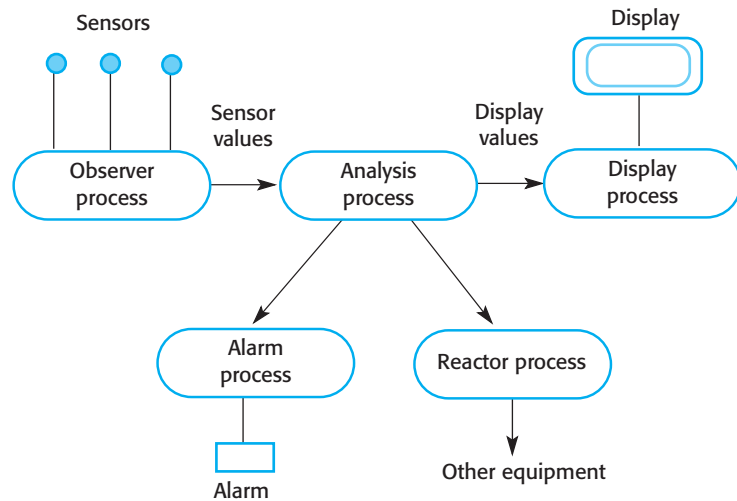 Sensors
Display
Sensor
values
Display
values
Observer
process
Analysis
process
Display
process
Alarm
process
Reactor process
Other equipment
Alarm